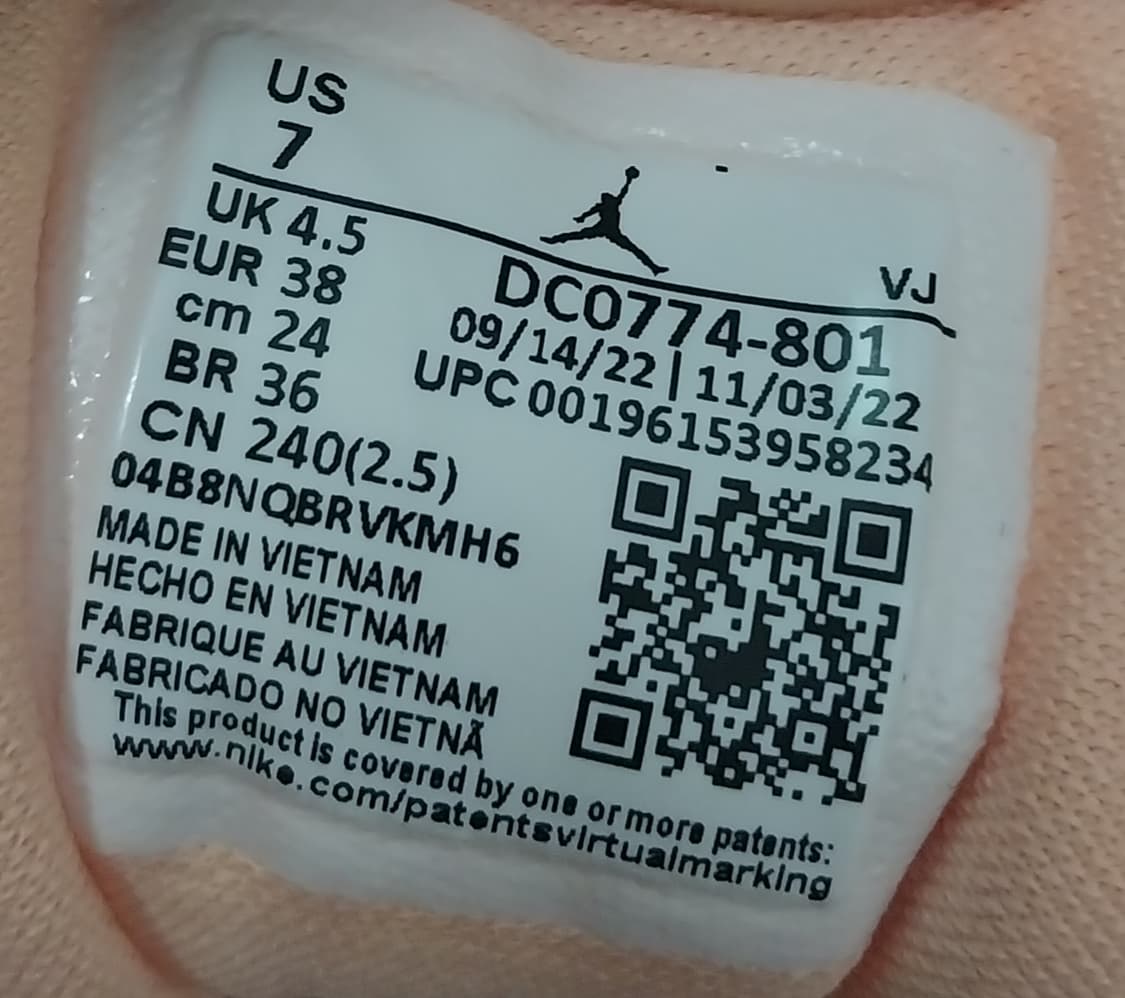 US
7
VJ
UK 4.5
EUR 38
cm 24
BR 36
CN 240(2.5)
DC0774-801
09/14/22 | 11/03/22
UPC 00196153958234
04B8NQBRVKMH6
MADE IN VIETNAM
HECHO EN VIETNAM
FABRIQUE AU VIETNAM
FABRICADO NO VIETNÃ
This product is covered by one or more patents:
www.nike.com/patentsvirtualmarking